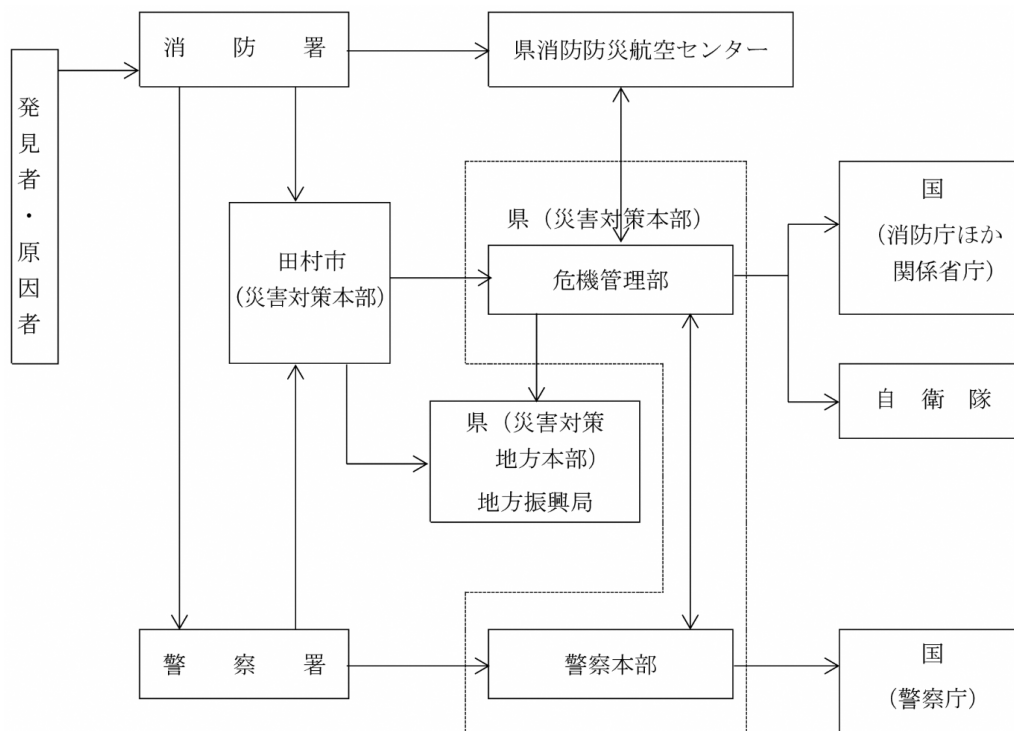 消防署
県消防防災航空センター
発見者・原因者
国
（消防庁ほか
関係省庁）
県（災害対策本部）
田村市
（災害対策本部）
危機管理部
自衛隊
県（災害対策
地方本部）
地方振興局
警察署
警察本部
国
（警察庁）